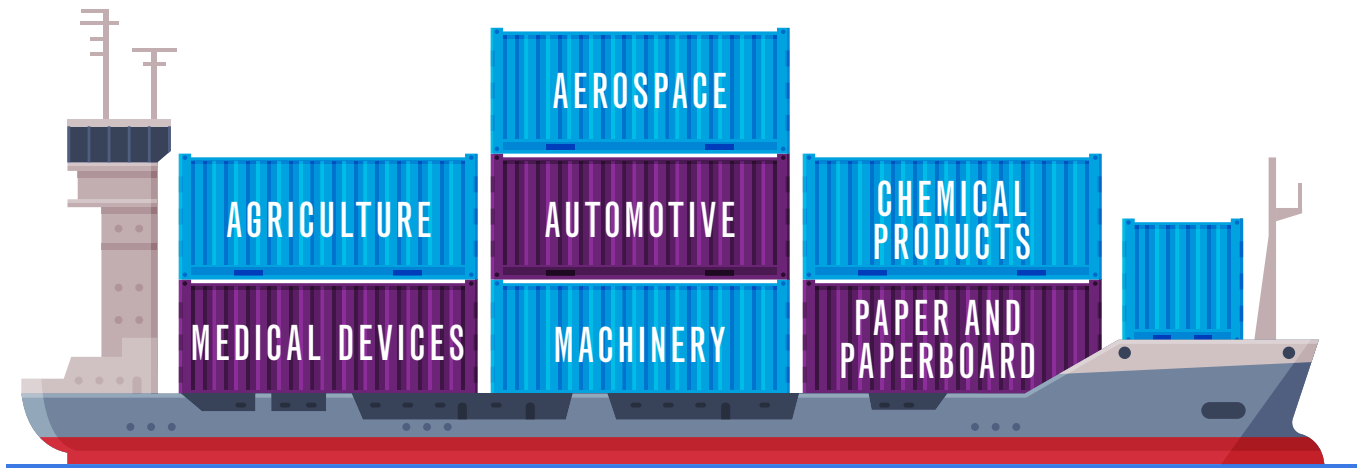 AEROSPACE
AGRICULTURE
AUTOMOTIVE
CHEMICAL
PRODUCTS
MEDICAL DEVICES
MACHINERY
PAPER AND
PAPERBOARD